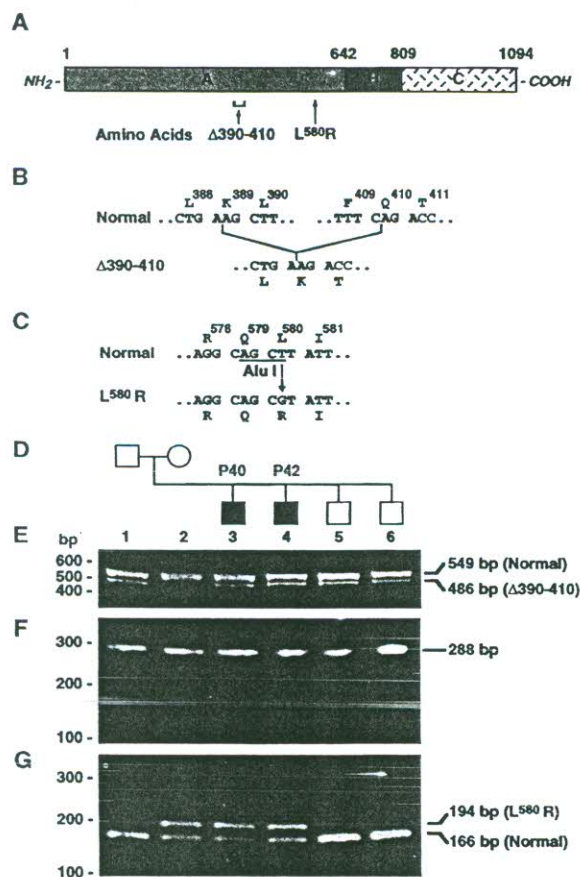 A
1 642 809 1094
NH2 - A B C - COOH
Amino Acids Δ390-410 L580R
B
L388 K389 L390 F409 Q410 T411
Normal ..CTG AAG CTT.. ..TTT CAG ACC..
Δ390-410 ..CTG AAG ACC..
L K T
C
R578 Q579 L580 I581
Normal ..AGG CAG CTT ATT..
Alu I
L580 R ..AGG CAG CGT ATT..
R Q R I
D
P40 P42
E bp 1 2 3 4 5 6
600 -
500 -
400 -
549 bp (Normal)
486 bp (Δ390-410)
F
300 -
200 -
100 -
288 bp
G
300 -
200 -
100 -
194 bp (L580 R)
166 bp (Normal)